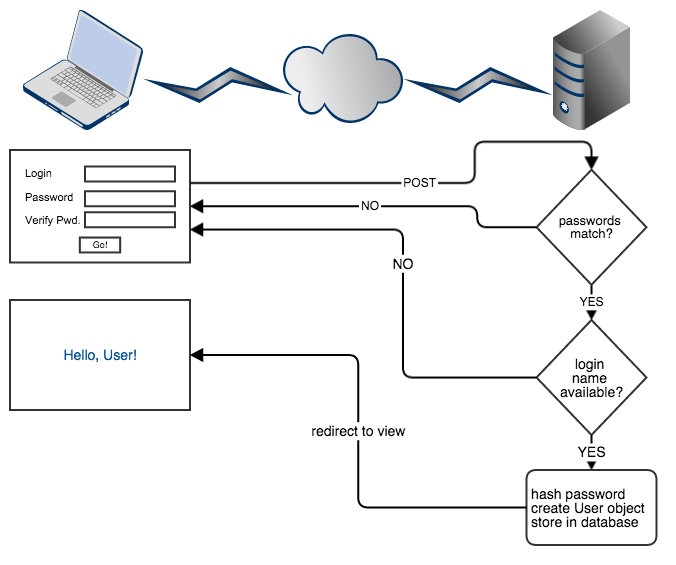 Login
Password
Verify Pwd.
Go!
POST
NO
passwords
match?
NO
YES
Hello, User!
login
name
available?
redirect to view
YES
hash password
create User object
store in database